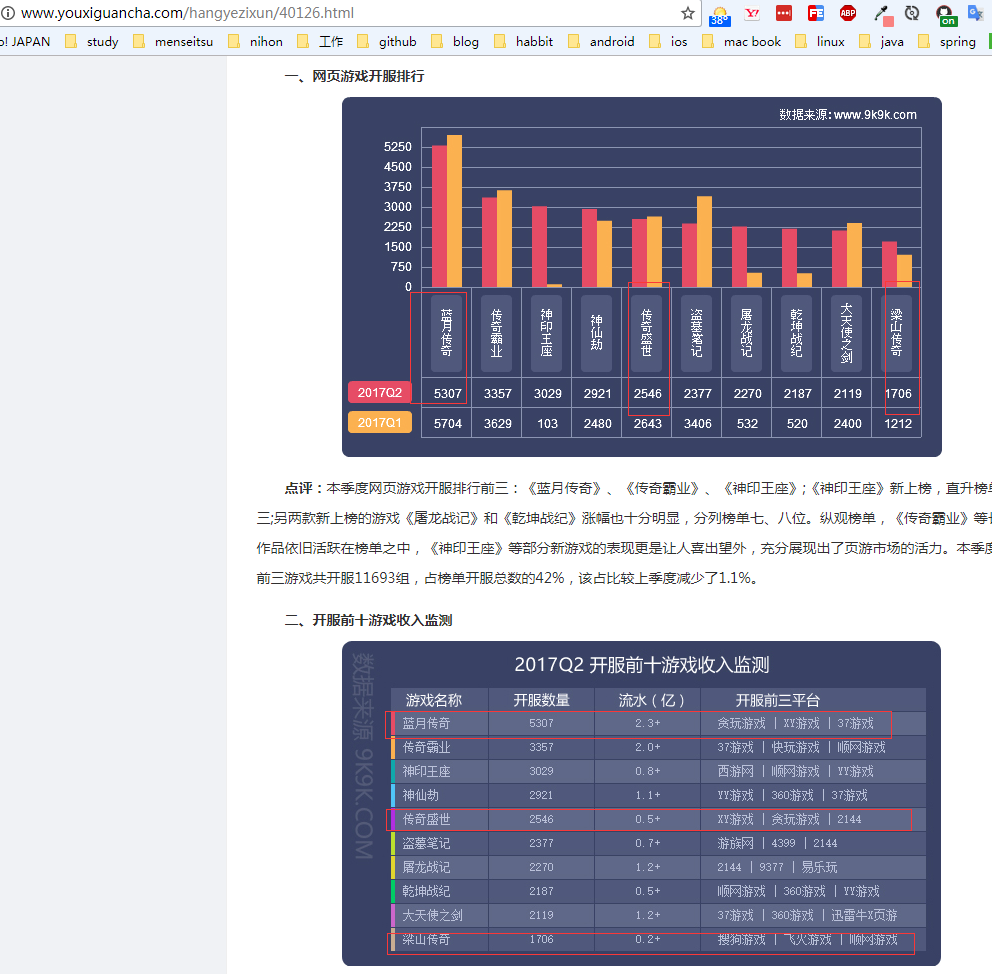 www.youxiguancha.com/hangyezixun/40126.html
38° Y! FE ABP on
o! JAPAN study menseitsu nihon 工作 github blog habbit android ios mac book linux java spring
一、网页游戏开服排行
数据来源: www.9k9k.com
5250
4500
3750
3000
2250
1500
750
0
蓝月传奇 传奇霸业 神印王座 神仙劫 传奇盛世 盗墓笔记 屠龙战记 乾坤战纪 大天使之剑 梁山传奇
2017Q2 5307 3357 3029 2921 2546 2377 2270 2187 2119 1706
2017Q1 5704 3629 103 2480 2643 3406 532 520 2400 1212
点评：本季度网页游戏开服排行前三：《蓝月传奇》、《传奇霸业》、《神印王座》;《神印王座》新上榜，直升榜单
三;另两款新上榜的游戏《屠龙战记》和《乾坤战纪》涨幅也十分明显，分列榜单七、八位。纵观榜单，《传奇霸业》等
作品依旧活跃在榜单之中，《神印王座》等部分新游戏的表现更是让人喜出望外，充分展现出了页游市场的活力。本季度
前三游戏共开服11693组，占榜单开服总数的42%，该占比较上季度减少了1.1%。
二、开服前十游戏收入监测
数据来源 9K9K.COM
2017Q2 开服前十游戏收入监测
游戏名称 开服数量 流水（亿） 开服前三平台
蓝月传奇 5307 2.3+ 贪玩游戏 | XY游戏 | 37游戏
传奇霸业 3357 2.0+ 37游戏 | 快玩游戏 | 顺网游戏
神印王座 3029 0.8+ 西游网 | 顺网游戏 | YY游戏
神仙劫 2921 1.1+ YY游戏 | 360游戏 | 37游戏
传奇盛世 2546 0.5+ XY游戏 | 贪玩游戏 | 2144
盗墓笔记 2377 0.7+ 游族网 | 4399 | 2144
屠龙战记 2270 1.2+ 2144 | 9377 | 易乐玩
乾坤战纪 2187 0.5+ 顺网游戏 | 360游戏 | YY游戏
大天使之剑 2119 1.2+ 37游戏 | 360游戏 | 迅雷牛X页游
梁山传奇 1706 0.2+ 搜狗游戏 | 飞火游戏 | 顺网游戏